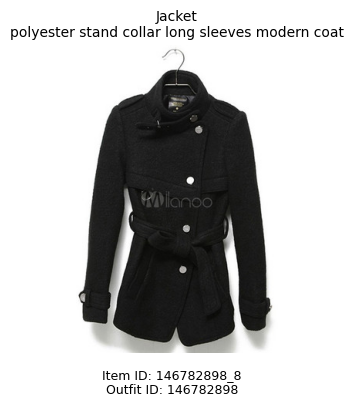 Jacket
polyester stand collar long sleeves modern coat
Milanoo
Item ID: 146782898_8
Outfit ID: 146782898